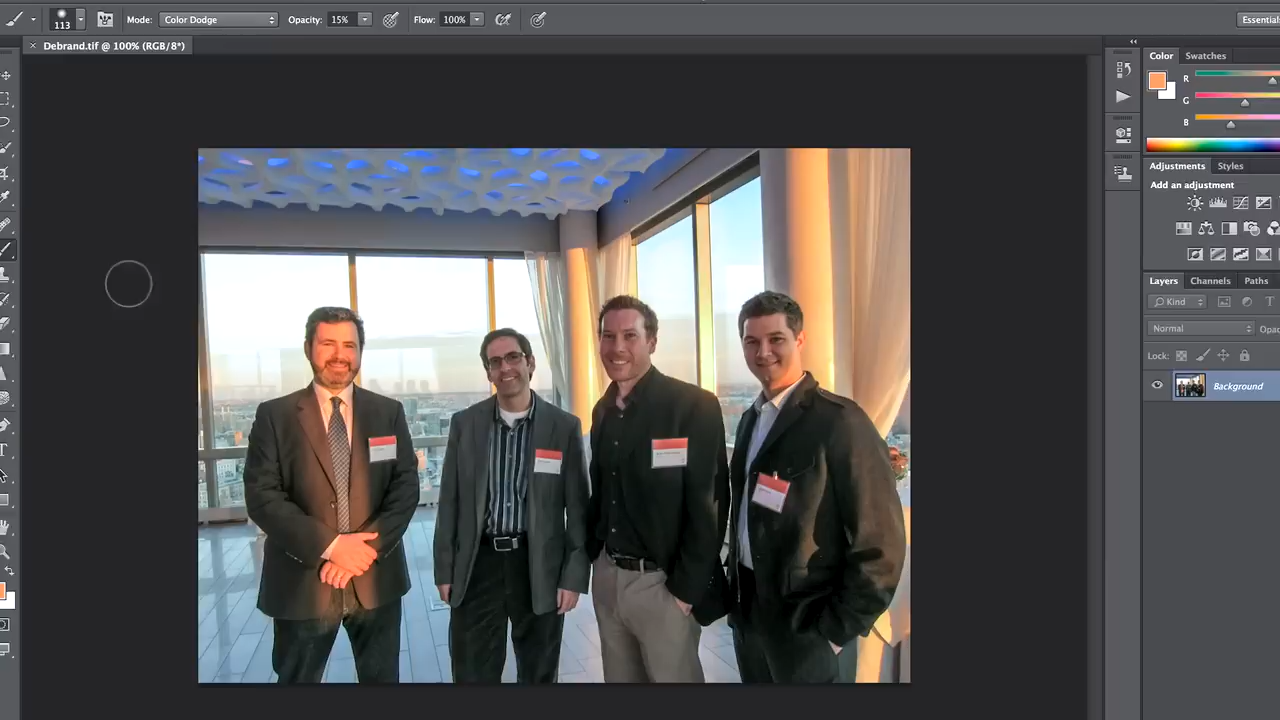 113
Mode: Color Dodge Opacity: 15% Flow: 100% Essential
× Debrand.tif @ 100% (RGB/8*)
Color Swatches
R
G
B
Adjustments Styles
Add an adjustment
Layers Channels Paths
Kind
Normal Opac
Lock:
Background